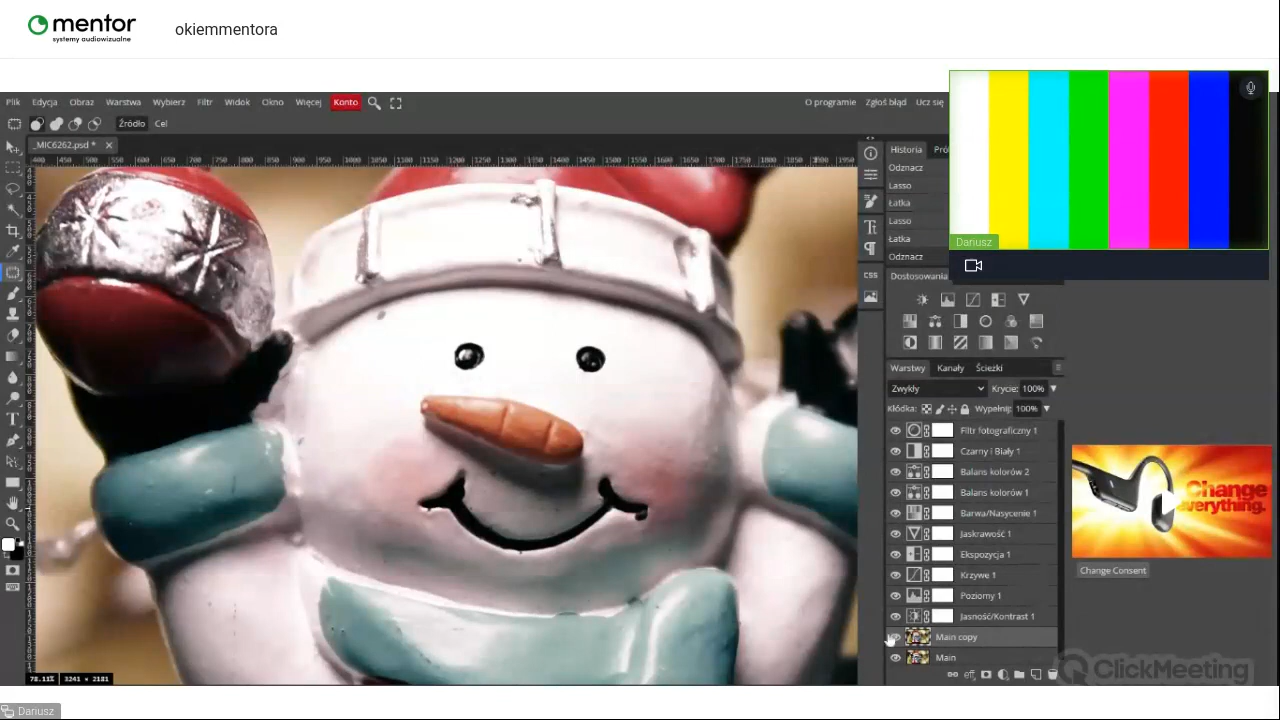 mentor
systemy audiowizualne
okiemmentora
Plik Edycja Obraz Warstwa Wybierz Filtr Widok Okno Więcej Konto
O programie Zgłoś błąd Ucz się
Źródło Cel
_MIC6262.psd *
Historia
Odznacz
Lasso
Łatka
Lasso
Łatka
Odznacz
Dariusz
CSS
Warstwy Kanały Ścieżki
Zwykły Krycie: 100%
Kłódka: Wypełnij: 100%
Filtr fotograficzny 1
Czarny i Biały 1
Balans kolorów 2
Balans kolorów 1
Barwa/Nasycenie 1
Jaskrawość 1
Ekspozycja 1
Krzywe 1
Poziomy 1
Jasność/Kontrast 1
Main copy
Main
Change
everything.
Change Consent
78.11% 3241 × 2181
ClickMeeting
Dariusz